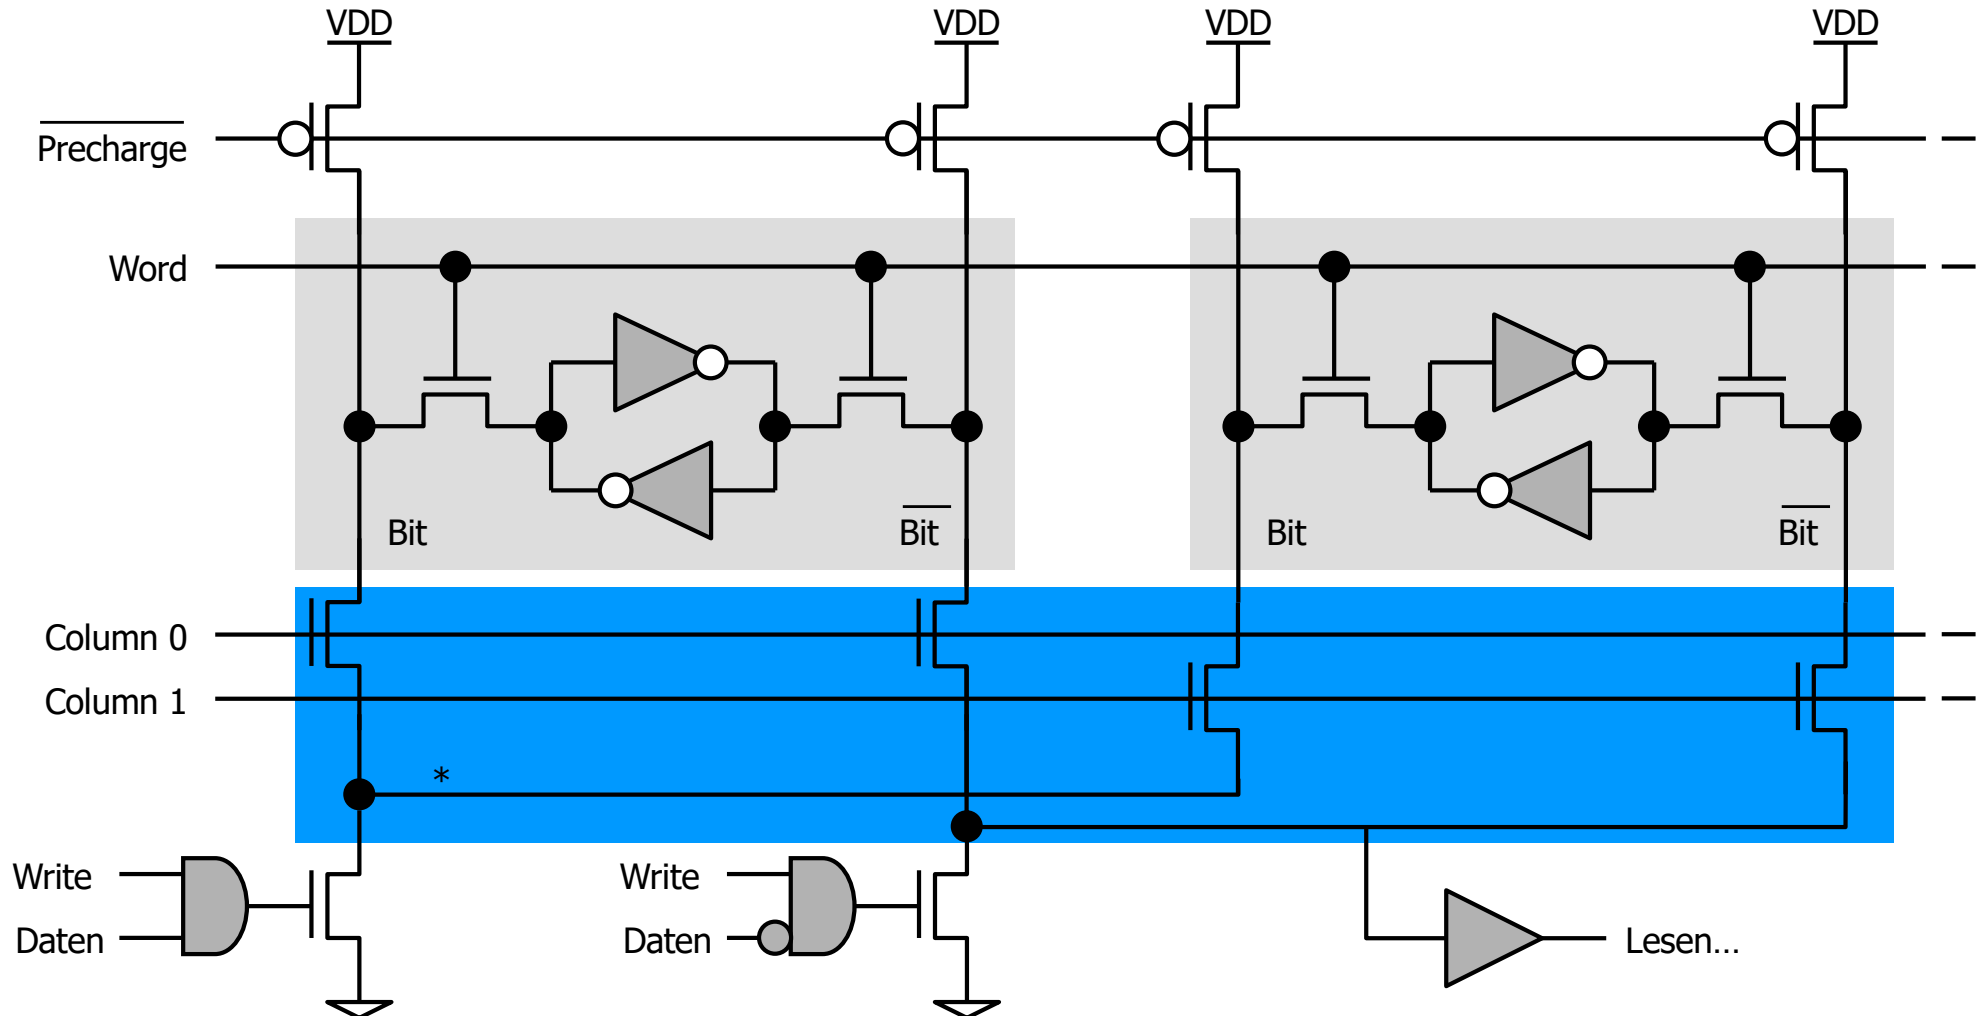 VDD VDD VDD VDD
Precharge
Word
Bit Bit Bit Bit
Column 0
Column 1
*
Write Write
Daten Daten Lesen...